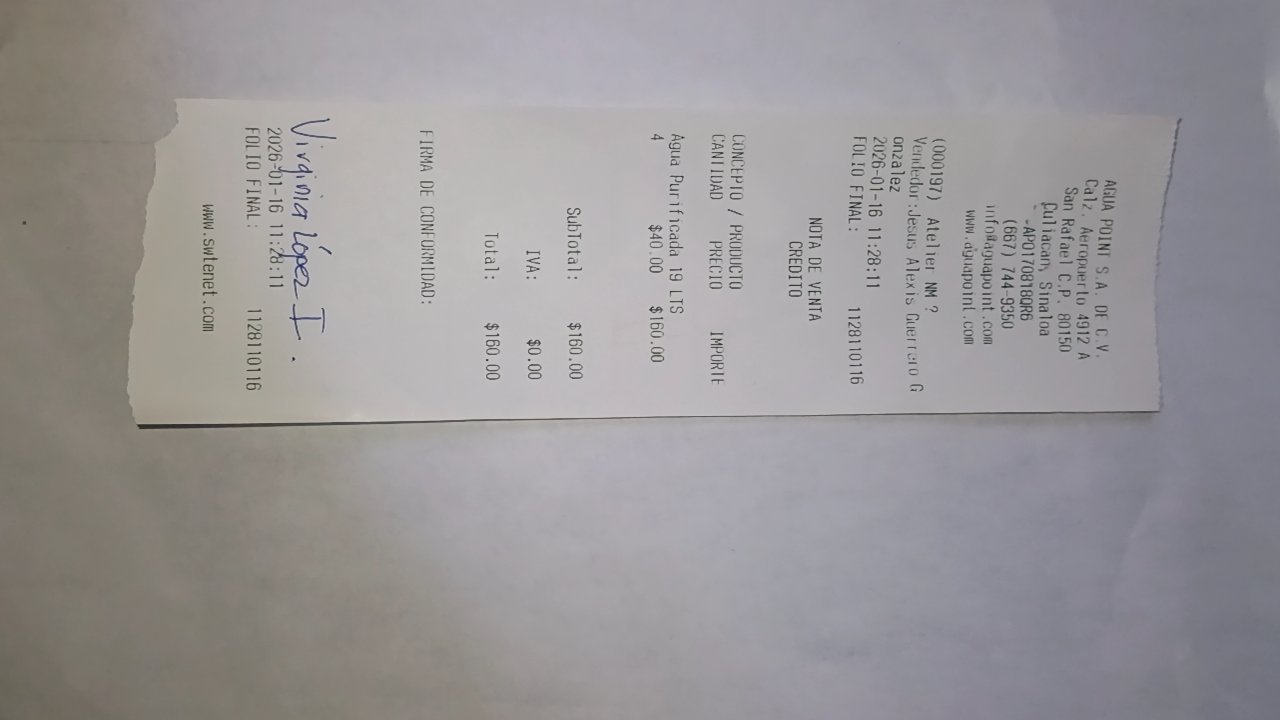 AGUA POINT S.A. DE C.V.
Calz. Aeropuerto 4912 A
San Rafael C.P. 80150
Culiacan, Sinaloa
-APO170818QR6
(667) 744-9350
info@aguapoint.com
www.aguapoint.com
(000197) Atelier NM ?
Vendedor:Jesus Alexis Guerrero G
onzalez
2026-01-16 11:28:11
FOLIO FINAL: 1128110116
NOTA DE VENTA
CREDITO
CONCEPTO / PRODUCTO
CANTIDAD PRECIO IMPORTE
Agua Purificada 19 LTS
4 $40.00 $160.00
SubTotal: $160.00
IVA: $0.00
Total: $160.00
FIRMA DE CONFORMIDAD:
Virginia López I.
2026-01-16 11:28:11
FOLIO FINAL: 1128110116
www.swtenet.com